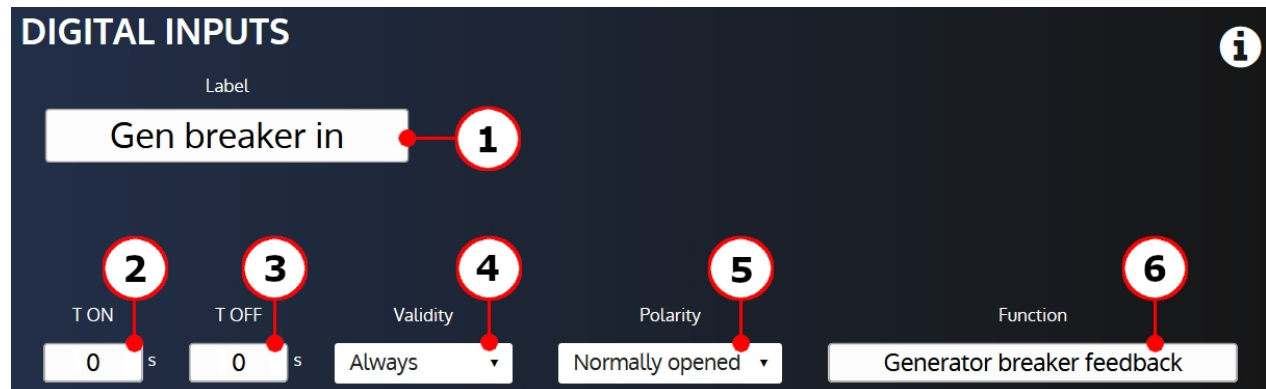 DIGITAL INPUTS
i
Label
Gen breaker in
1
2
3
4
5
6
T ON
T OFF
Validity
Polarity
Function
0 s
0 s
Always
Normally opened
Generator breaker feedback